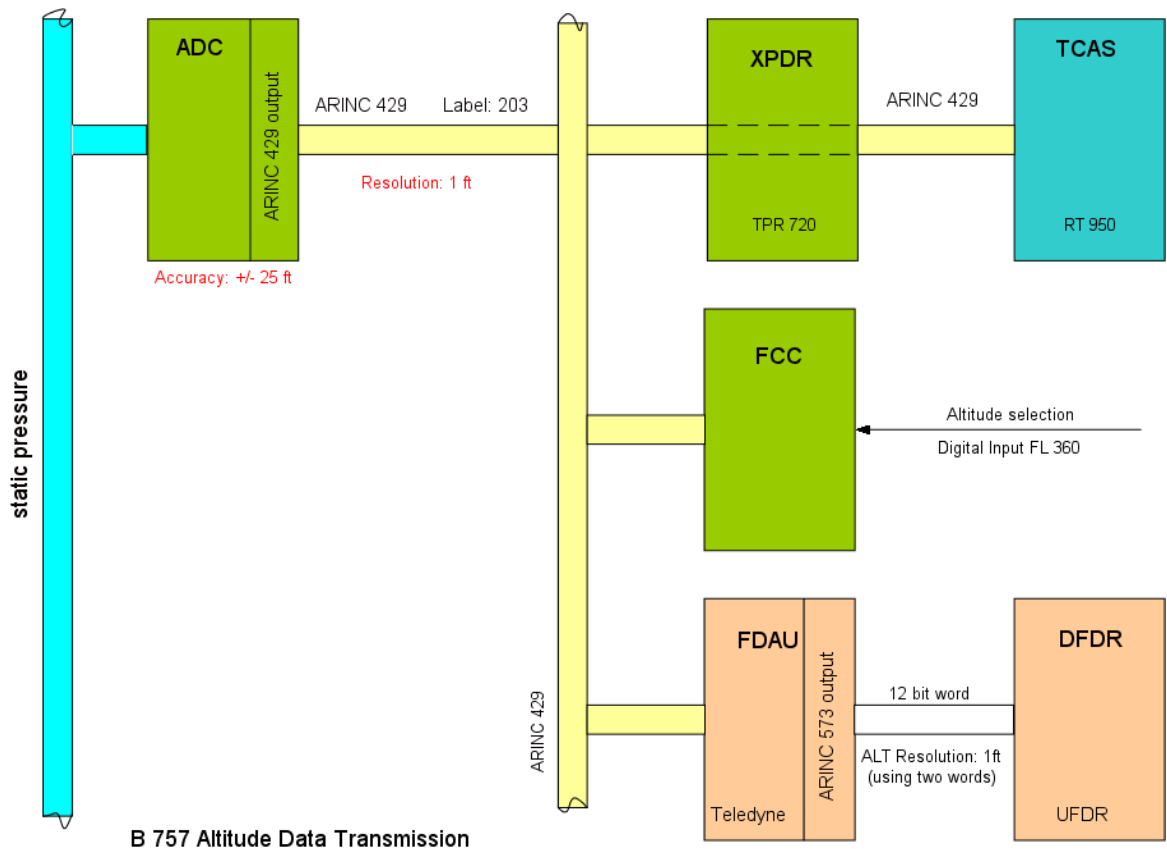 ADC
ARINC 429 output
ARINC 429
Label: 203
Resolution: 1 ft
Accuracy: +/- 25 ft
XPDR
TPR 720
ARINC 429
TCAS
RT 950
static pressure
FCC
Altitude selection
Digital Input FL 360
ARINC 429
FDAU
ARINC 573 output
Teledyne
12 bit word
ALT Resolution: 1ft
(using two words)
DFDR
UFDR
B 757 Altitude Data Transmission